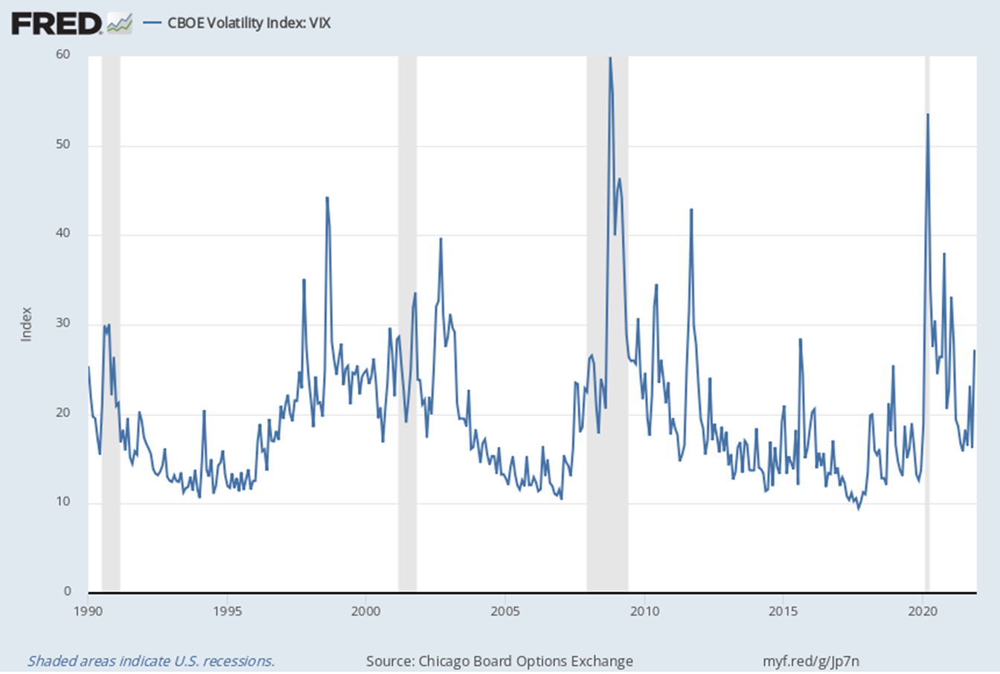 FRED
CBOE Volatility Index: VIX
60
50
40
30
20
10
0
Index
1990 1995 2000 2005 2010 2015 2020
Shaded areas indicate U.S. recessions. Source: Chicago Board Options Exchange myf.red/g/Jp7n